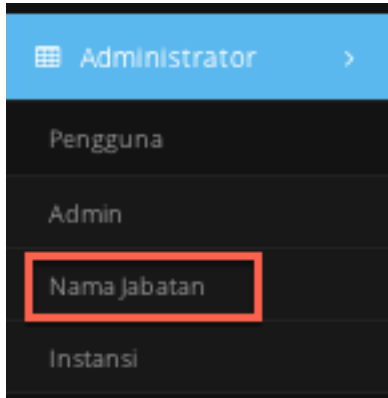 Administrator
Pengguna
Admin
Nama Jabatan
Instansi